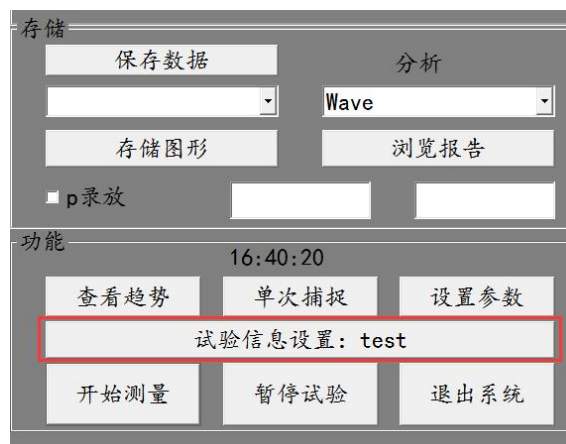 存储
保存数据 分析
Wave
存储图形 浏览报告
p录放
功能
16:40:20
查看趋势 单次捕捉 设置参数
试验信息设置: test
开始测量 暂停试验 退出系统